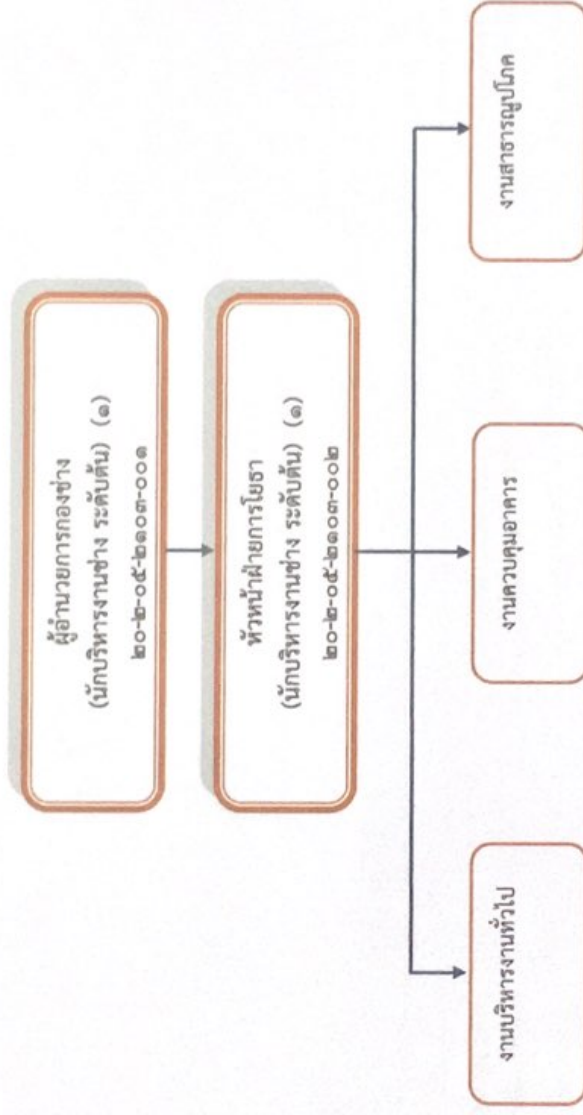 ผู้อำนวยการกองช่าง
(นักบริหารงานช่าง ระดับต้น) (๑)
๒๐-๒-๐๕-๒๑๐๓-๐๐๑
หัวหน้าฝ่ายการโยธา
(นักบริหารงานช่าง ระดับต้น) (๑)
๒๐-๒-๐๕-๒๑๐๓-๐๐๒
งานบริหารงานทั่วไป
งานควบคุมอาคาร
งานสาธารณูปโภค